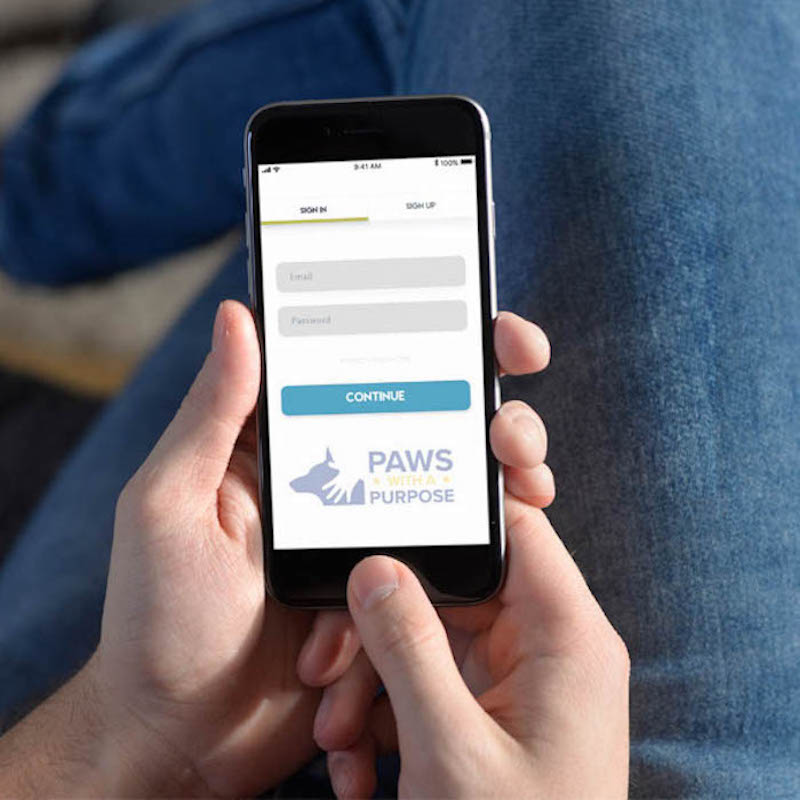 9:41 AM
100%
SIGN IN
SIGN UP
Email
Password
CONTINUE
PAWS
WITH A
PURPOSE